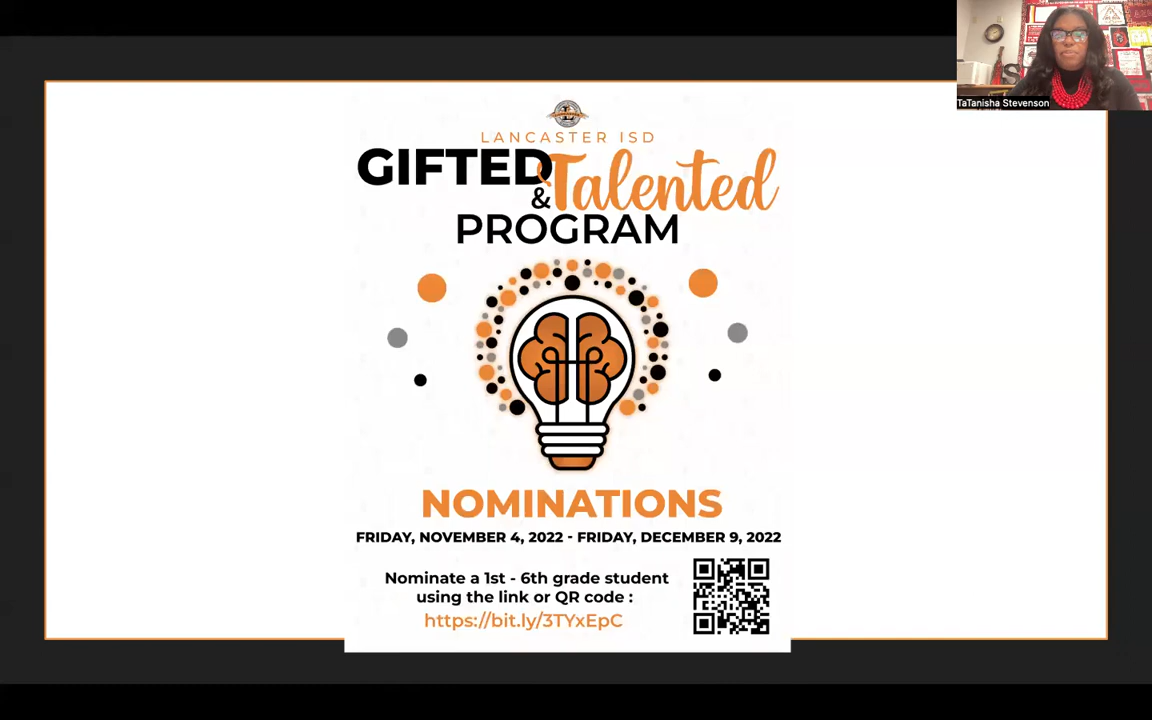 LANCASTER ISD
GIFTED
& Talented
PROGRAM
NOMINATIONS
FRIDAY, NOVEMBER 4, 2022 - FRIDAY, DECEMBER 9, 2022
Nominate a 1st - 6th grade student
using the link or QR code :
https://bit.ly/3TYxEpC
TaTanisha Stevenson